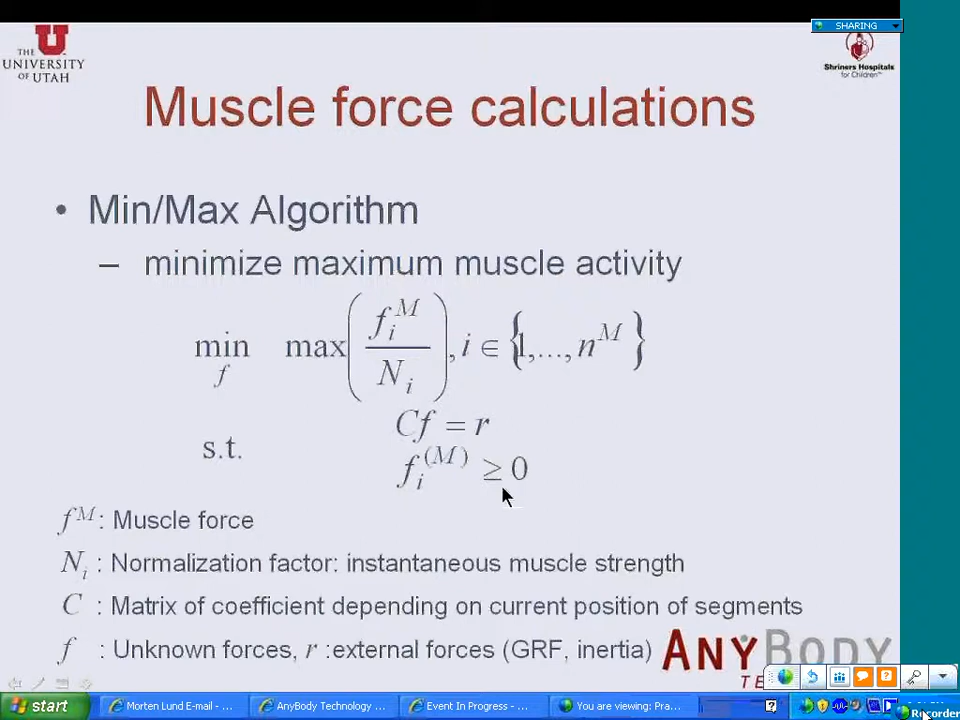 SHARING
THE
UNIVERSITY
OF UTAH
Shriners Hospitals
for Children™
Muscle force calculations
• Min/Max Algorithm
– minimize maximum muscle activity
min f max ( f_i^M / N_i ) , i ∈ {1,..., n^M}
s.t.
Cf = r
f_i^(M) ≥ 0
f^M : Muscle force
N_i : Normalization factor: instantaneous muscle strength
C : Matrix of coefficient depending on current position of segments
f : Unknown forces, r :external forces (GRF, inertia)
ANYBODY
TE
start
Morten Lund E-mail - ...
AnyBody Technology ...
Event In Progress - ...
You are viewing: Pra...
Recorder